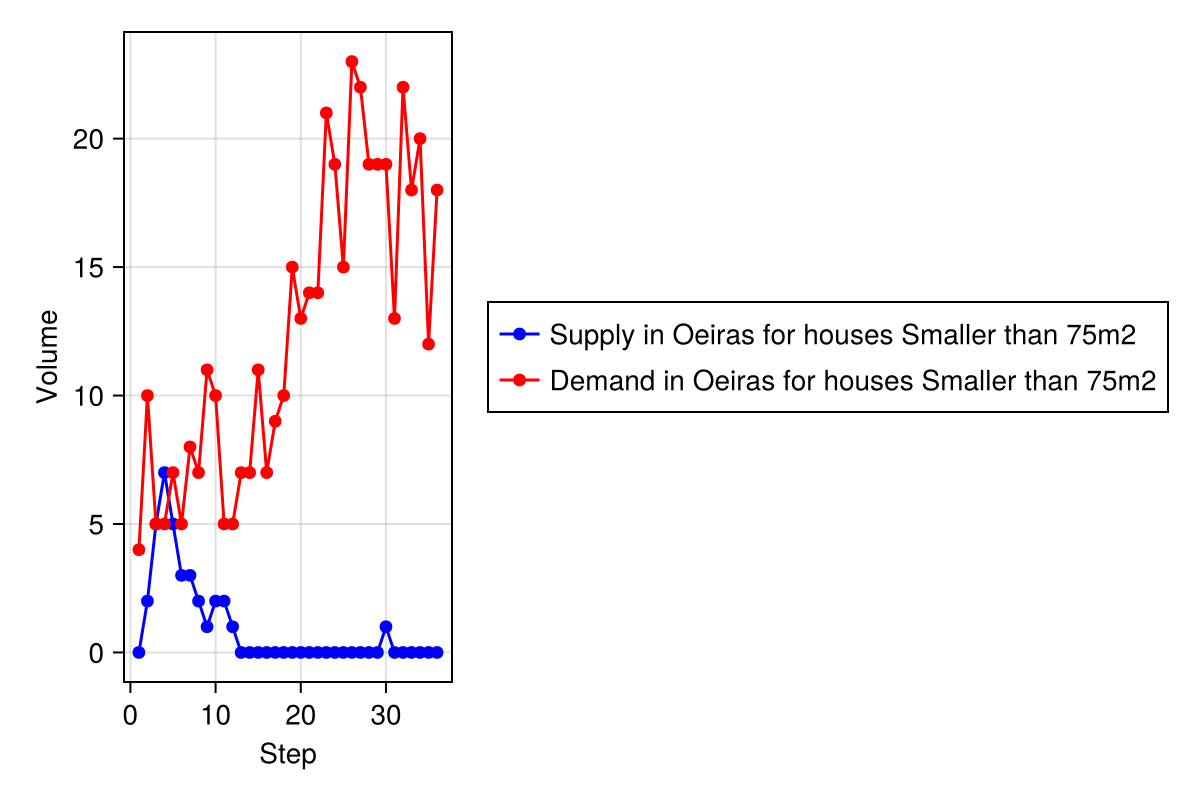 20
15
10
5
0
Volume
0 10 20 30
Step
Supply in Oeiras for houses Smaller than 75m2
Demand in Oeiras for houses Smaller than 75m2